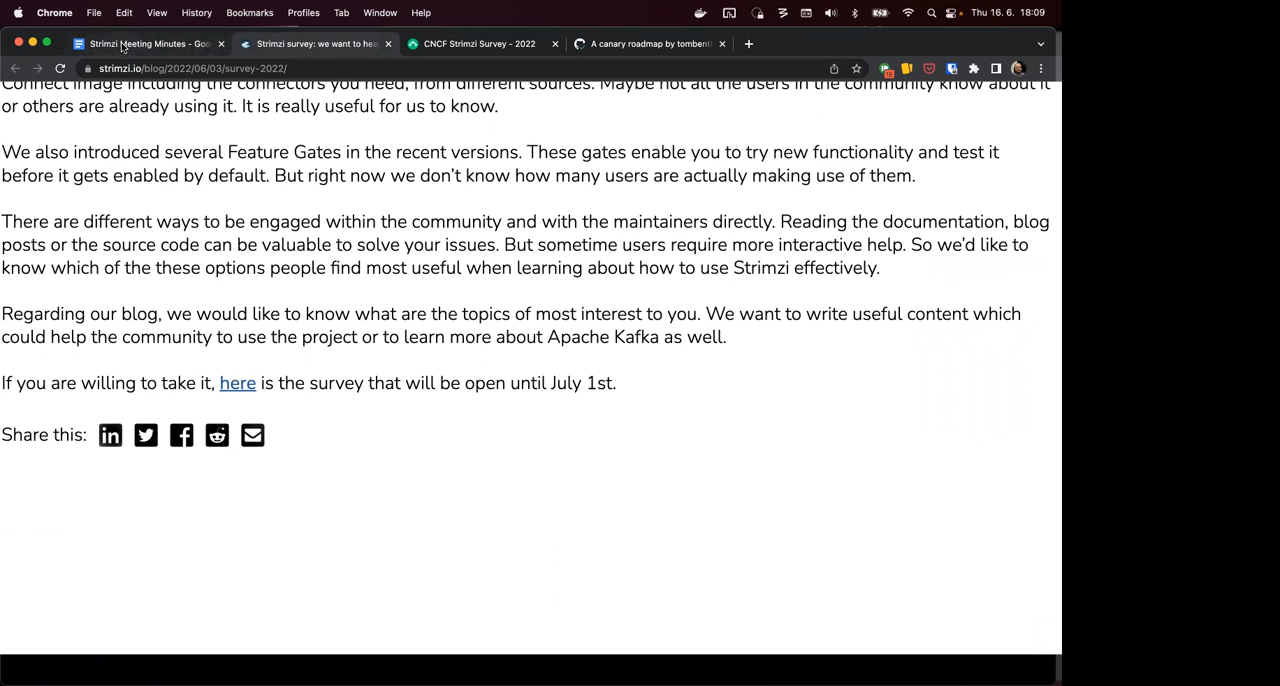 Chrome File Edit View History Bookmarks Profiles Tab Window Help Thu 16. 6. 18:09
Strimzi Meeting Minutes - Goo Strimzi survey: we want to hea CNCF Strimzi Survey - 2022 A canary roadmap by tombent
strimzi.io/blog/2022/06/03/survey-2022/ 18
Connect image including the connectors you need, from different sources. Maybe not all the users in the community know about it
or others are already using it. It is really useful for us to know.
We also introduced several Feature Gates in the recent versions. These gates enable you to try new functionality and test it
before it gets enabled by default. But right now we don't know how many users are actually making use of them.
There are different ways to be engaged within the community and with the maintainers directly. Reading the documentation, blog
posts or the source code can be valuable to solve your issues. But sometime users require more interactive help. So we'd like to
know which of the these options people find most useful when learning about how to use Strimzi effectively.
Regarding our blog, we would like to know what are the topics of most interest to you. We want to write useful content which
could help the community to use the project or to learn more about Apache Kafka as well.
If you are willing to take it, here is the survey that will be open until July 1st.
Share this: